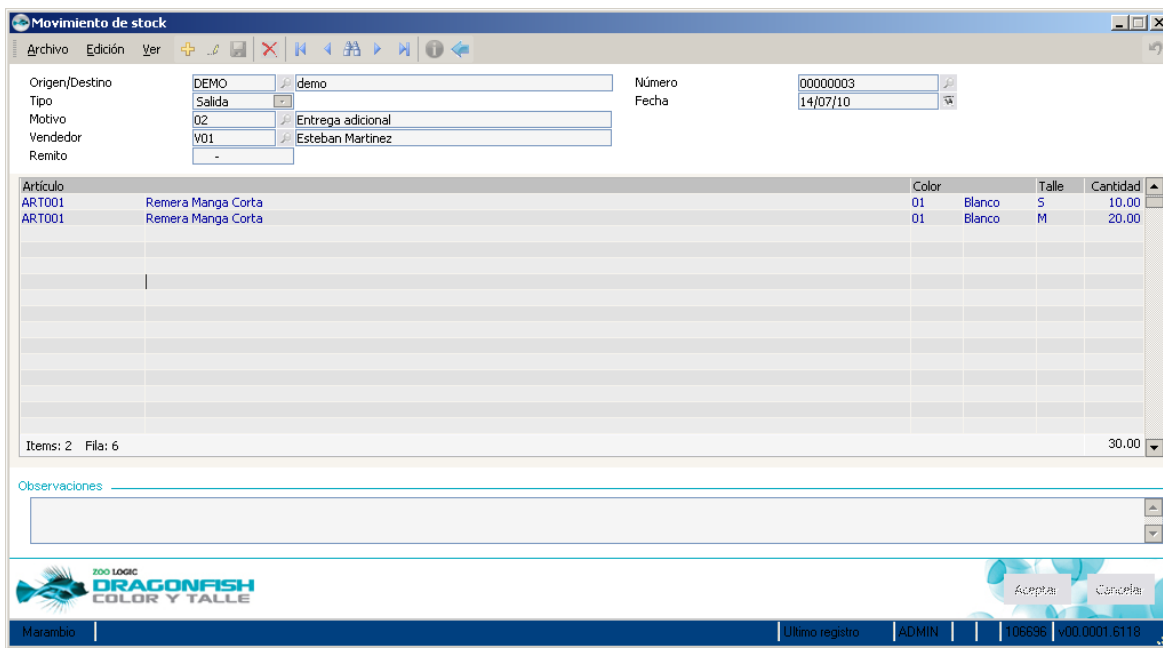 Movimiento de stock
Archivo Edición Ver
Origen/Destino DEMO demo Número 00000003
Tipo Salida Fecha 14/07/10
Motivo 02 Entrega adicional
Vendedor V01 Esteban Martinez
Remito -
Artículo Color Talle Cantidad
ART001 Remera Manga Corta 01 Blanco S 10.00
ART001 Remera Manga Corta 01 Blanco M 20.00
Items: 2 Fila: 6 30.00
Observaciones
ZOO LOGIC
DRAGONFISH
COLOR Y TALLE
Aceptar Cancelar
Marambio Ultimo registro ADMIN 106696 v00.0001.6118